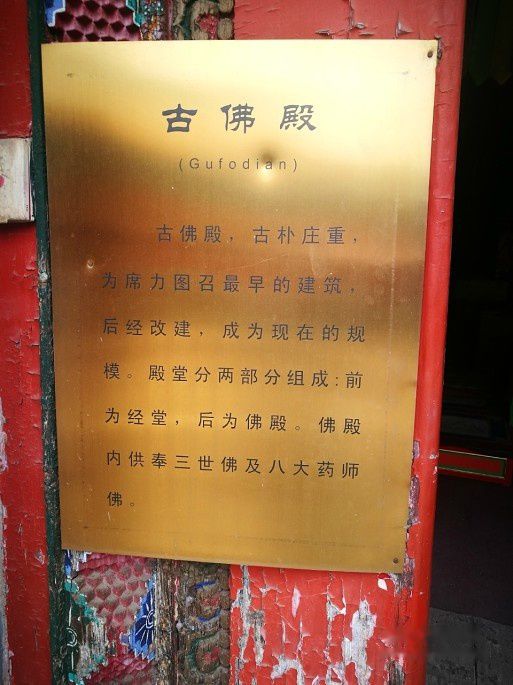 古佛殿
(Gufodian)
古佛殿，古朴庄重，
为席力图召最早的建筑，
后经改建，成为现在的规
模。殿堂分两部分组成:前
为经堂，后为佛殿。佛殿
内供奉三世佛及八大药师
佛。